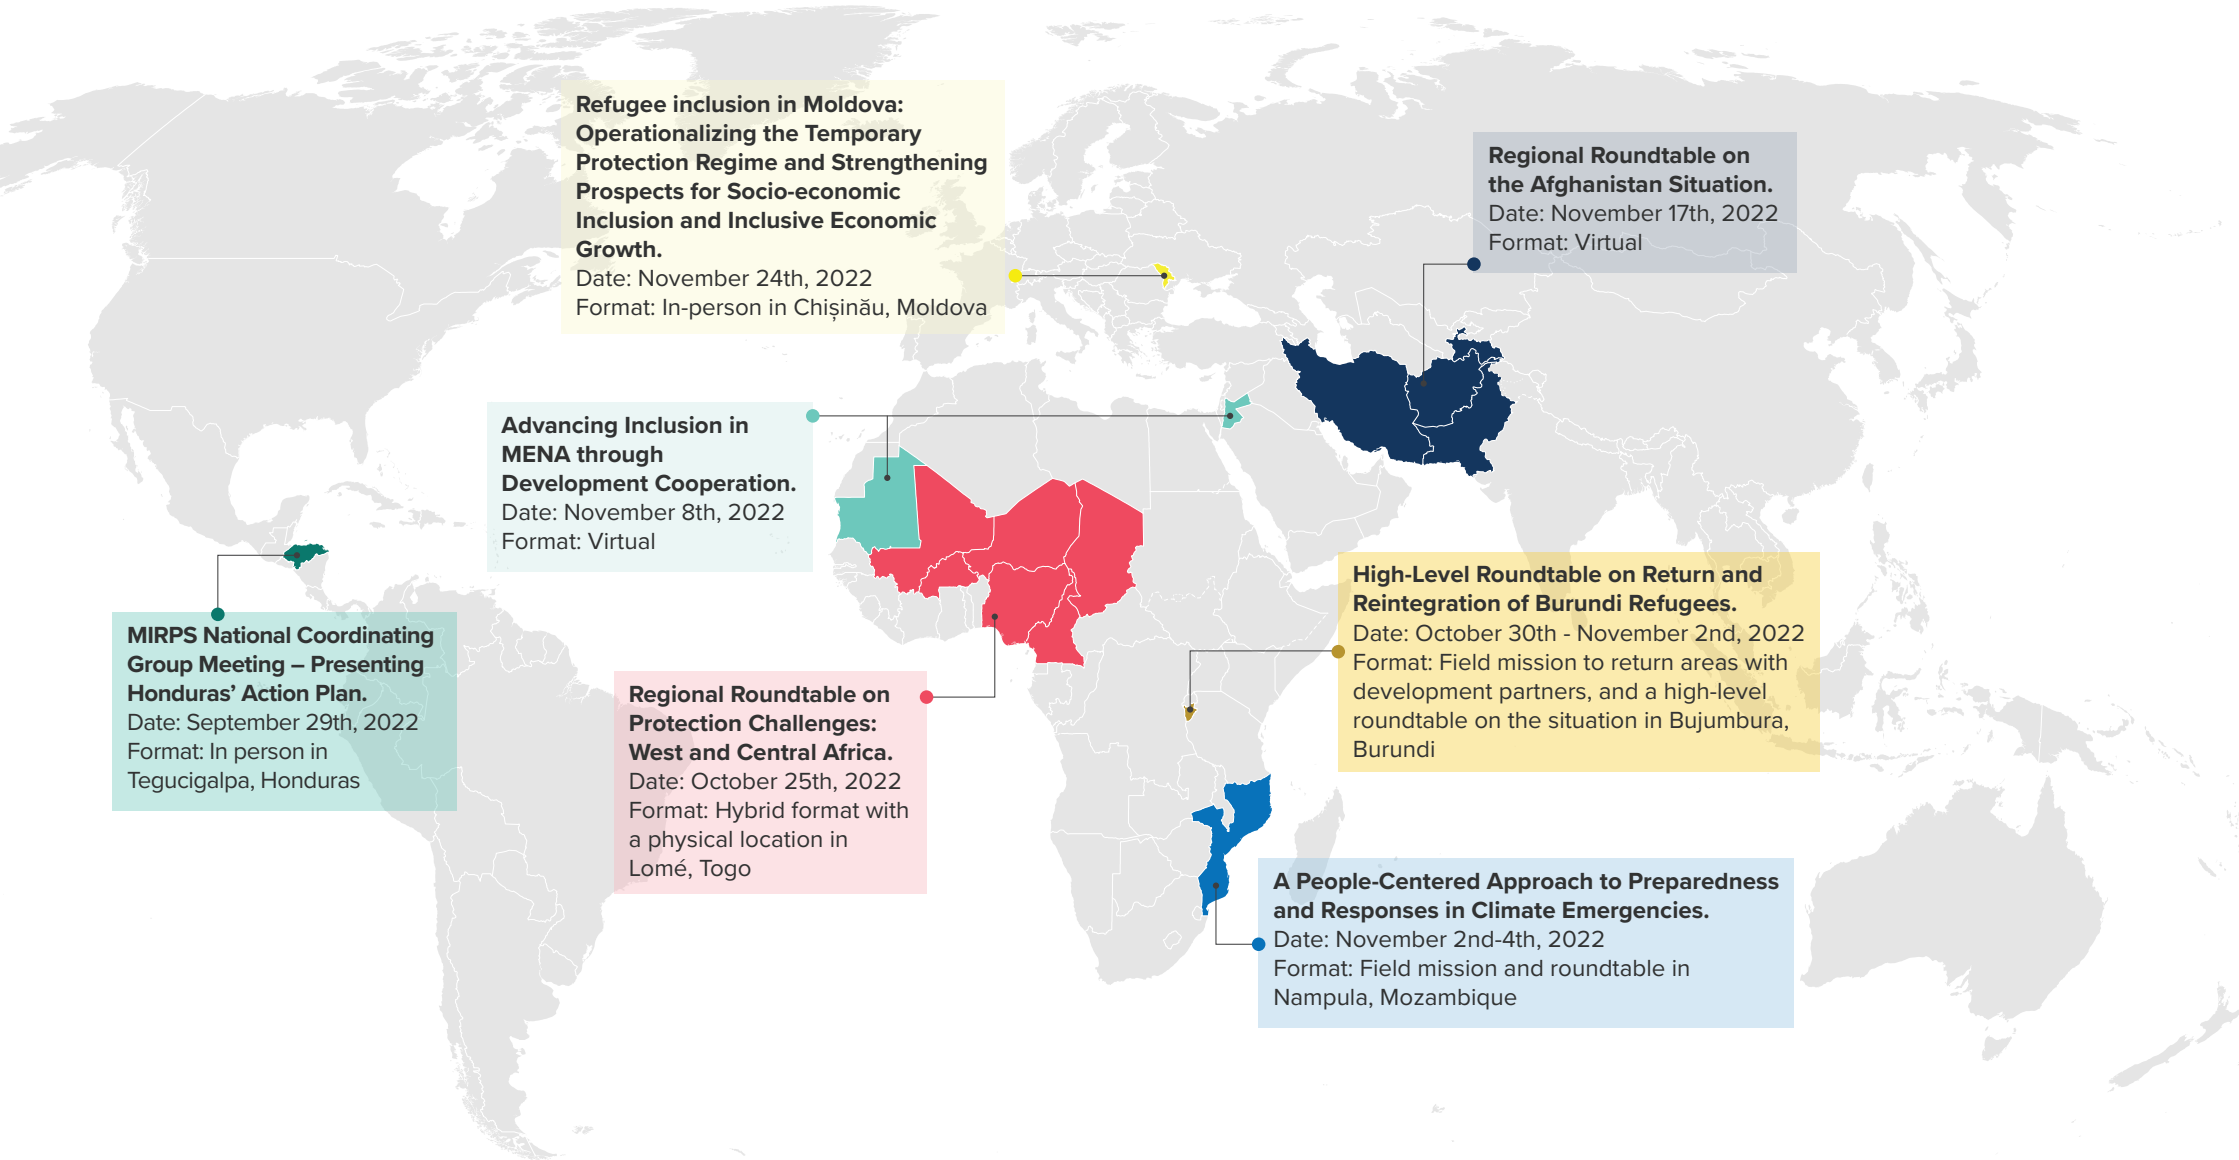 Refugee inclusion in Moldova:
Operationalizing the Temporary
Protection Regime and Strengthening
Prospects for Socio-economic
Inclusion and Inclusive Economic
Growth.
Date: November 24th, 2022
Format: In-person in Chișinău, Moldova
Regional Roundtable on
the Afghanistan Situation.
Date: November 17th, 2022
Format: Virtual
Advancing Inclusion in
MENA through
Development Cooperation.
Date: November 8th, 2022
Format: Virtual
MIRPS National Coordinating
Group Meeting – Presenting
Honduras’ Action Plan.
Date: September 29th, 2022
Format: In person in
Tegucigalpa, Honduras
Regional Roundtable on
Protection Challenges:
West and Central Africa.
Date: October 25th, 2022
Format: Hybrid format with
a physical location in
Lomé, Togo
High-Level Roundtable on Return and
Reintegration of Burundi Refugees.
Date: October 30th - November 2nd, 2022
Format: Field mission to return areas with
development partners, and a high-level
roundtable on the situation in Bujumbura,
Burundi
A People-Centered Approach to Preparedness
and Responses in Climate Emergencies.
Date: November 2nd-4th, 2022
Format: Field mission and roundtable in
Nampula, Mozambique